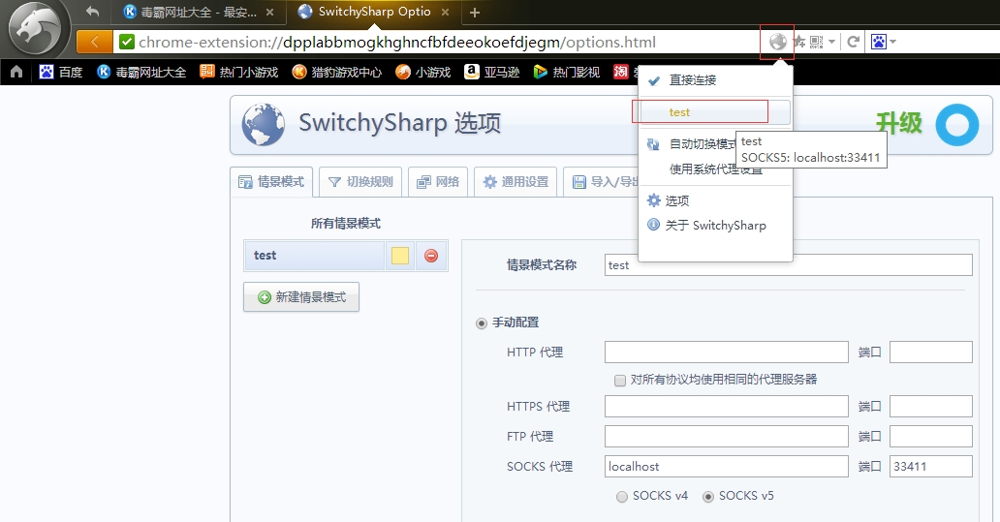 毒霸网址大全 - 最安...
SwitchySharp Optio
chrome-extension://dpplabbmogkhghncfbfdeeokoefdjegm/options.html
百度 毒霸网址大全 热门小游戏 猎豹游戏中心 小游戏 亚马逊 热门影视 淘
直接连接
test
自动切换模式
使用系统代理设置
选项
关于 SwitchySharp
test
SOCKS5: localhost:33411
SwitchySharp 选项
升级
情景模式 切换规则 网络 通用设置 导入/导出
所有情景模式
test
新建情景模式
情景模式名称 test
手动配置
HTTP 代理 端口
对所有协议均使用相同的代理服务器
HTTPS 代理 端口
FTP 代理 端口
SOCKS 代理 localhost 端口 33411
SOCKS v4 SOCKS v5